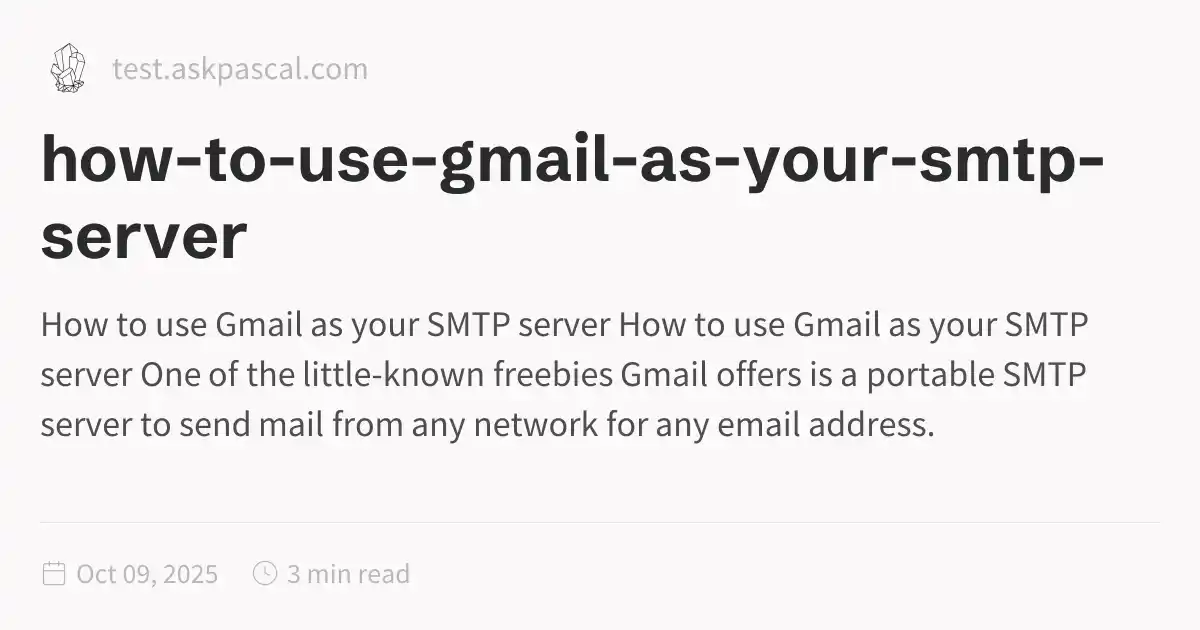 test.askpascal.com
how-to-use-gmail-as-your-smtp-
server
How to use Gmail as your SMTP server How to use Gmail as your SMTP
server One of the little-known freebies Gmail offers is a portable SMTP
server to send mail from any network for any email address.
Oct 09, 2025 3 min read